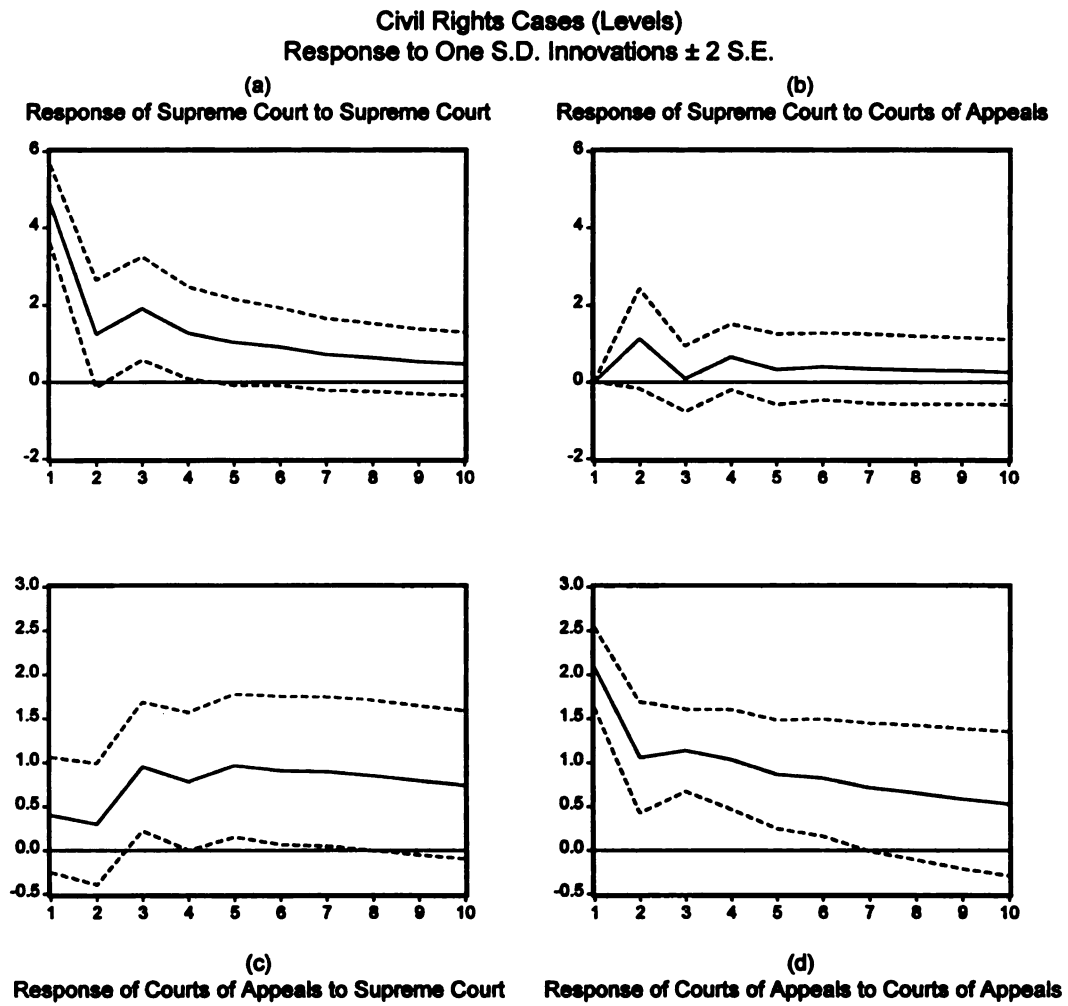 Civil Rights Cases (Levels)
Response to One S.D. Innovations ± 2 S.E.
(a)
Response of Supreme Court to Supreme Court
6
4
2
0
-2
1 2 3 4 5 6 7 8 9 10
(b)
Response of Supreme Court to Courts of Appeals
6
4
2
0
-2
1 2 3 4 5 6 7 8 9 10
3.0
2.5
2.0
1.5
1.0
0.5
0.0
-0.5
1 2 3 4 5 6 7 8 9 10
(c)
Response of Courts of Appeals to Supreme Court
3.0
2.5
2.0
1.5
1.0
0.5
0.0
-0.5
1 2 3 4 5 6 7 8 9 10
(d)
Response of Courts of Appeals to Courts of Appeals